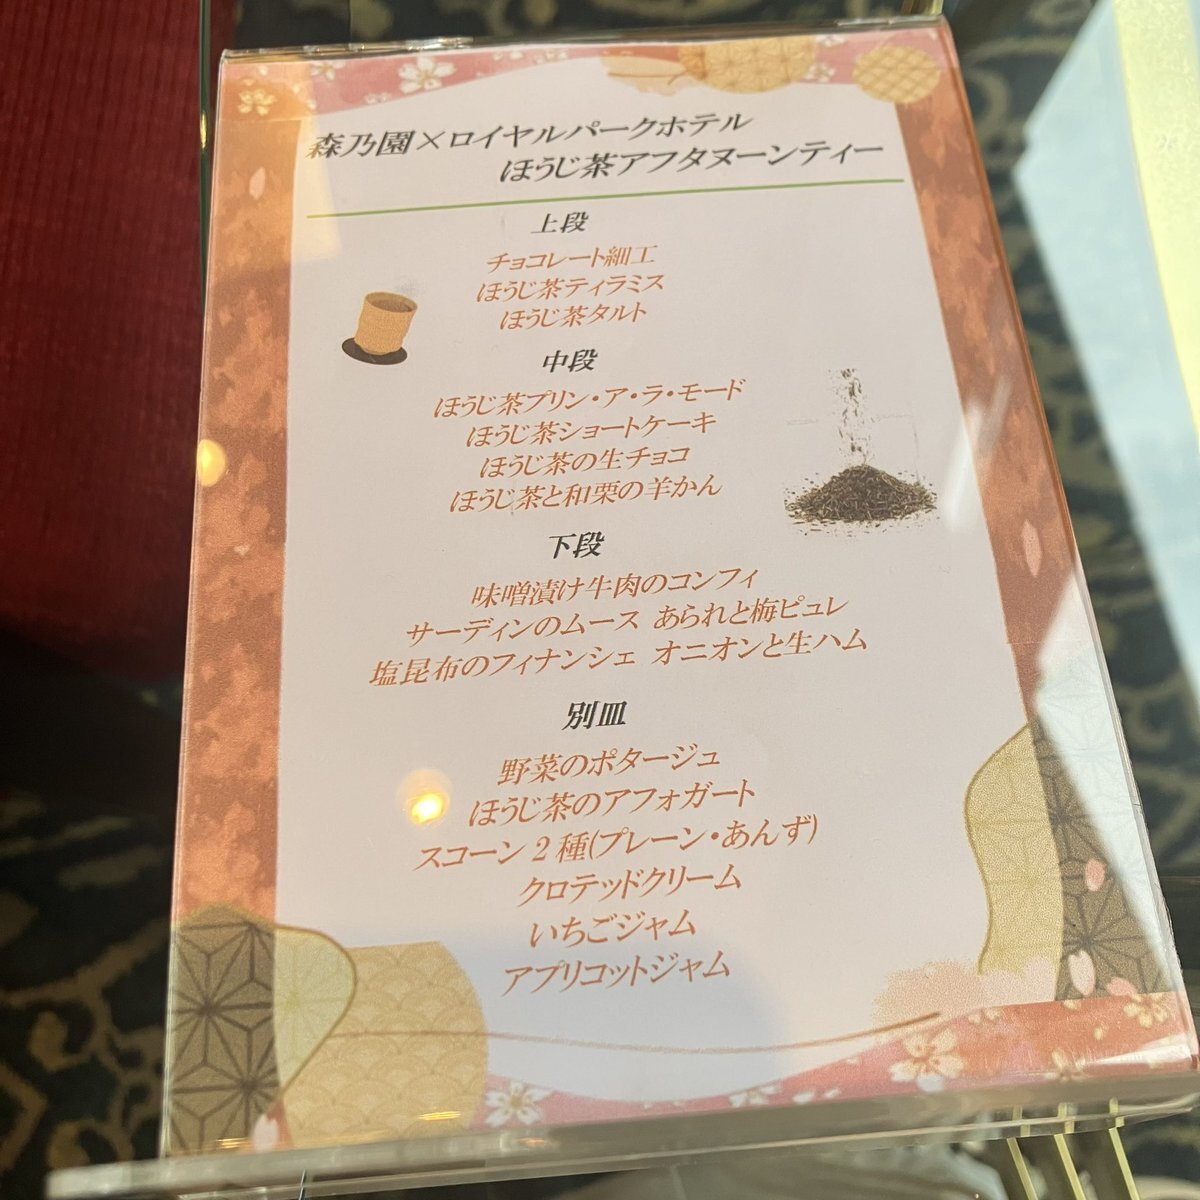 森乃園×ロイヤルパークホテル
ほうじ茶アフタヌーンティー
上段
チョコレート細工
ほうじ茶ティラミス
ほうじ茶タルト
中段
ほうじ茶プリン・ア・ラ・モード
ほうじ茶ショートケーキ
ほうじ茶の生チョコ
ほうじ茶と和栗の羊かん
下段
味噌漬け牛肉のコンフィ
サーディンのムース あられと梅ピュレ
塩昆布のフィナンシェ オニオンと生ハム
別皿
野菜のポタージュ
ほうじ茶のアフォガート
スコーン2種(プレーン・あんず)
クロテッドクリーム
いちごジャム
アプリコットジャム